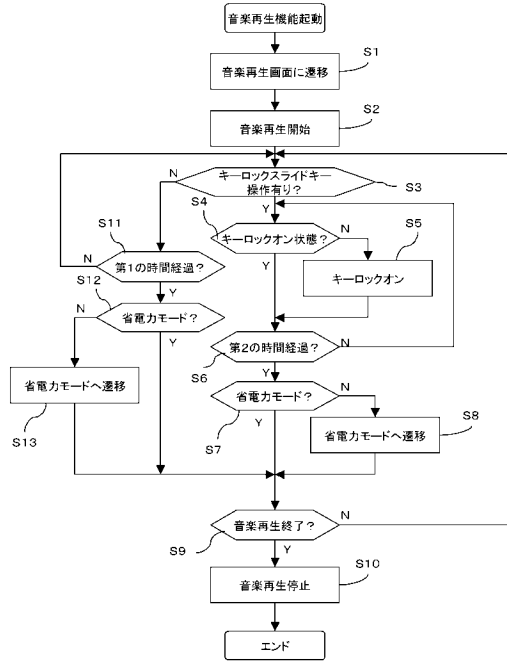 音楽再生機能起動
S1
音楽再生画面に遷移
S2
音楽再生開始
N
キーロックスライドキー
操作有り？
S3
Y
S4
S11
キーロックオン状態？
N
S5
N
第1の時間経過？
Y
キーロックオン
S12
Y
N
省電力モード？
Y
第2の時間経過？
N
S6
Y
省電力モードへ遷移
S13
省電力モード？
N
S7
Y
省電力モードへ遷移
S8
音楽再生終了？
N
S9
Y
S10
音楽再生停止
エンド